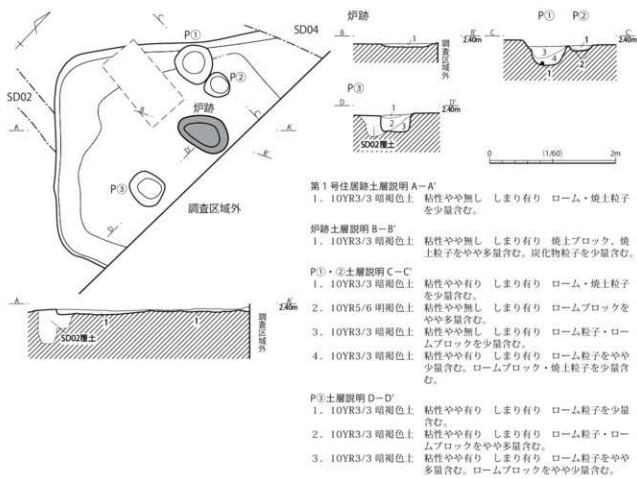 P①
P②
SD04
SD02
炉跡
P③
調査区域外
A
A'
B
B'
C
C'
D
D'
A
A'
2.40m
1
1
SD02覆土
調査区域外
炉跡
B
B'
2.40m
1
調査区域外
P① P②
C
C'
2.40m
1
3
4
1
2
P③
D
D'
2.40m
1
2
3
SD02覆土
0 (1/60) 2m
第1号住居跡土層説明 A-A'
1. 10YR3/3 暗褐色土 粘性やや無し しまり有り ローム・焼土粒子
を少量含む。
炉跡土層説明 B-B'
1. 10YR3/3 暗褐色土 粘性やや無し しまり有り 焼土ブロック、焼
土粒子をやや多量含む。炭化物粒子を少量含む。
P①・②土層説明 C-C'
1. 10YR3/3 暗褐色土 粘性やや有り しまり有り ローム・焼土粒子
を少量含む。
2. 10YR5/6 明褐色土 粘性やや無し しまり有り ロームブロックを
やや多量含む。
3. 10YR3/3 暗褐色土 粘性やや無し しまり有り ローム粒子・ロー
ムブロックを少量含む。
4. 10YR3/3 暗褐色土 粘性やや有り しまり有り ローム粒子をやや
少量含む。ロームブロック・焼土粒子を少量含
む。
P③土層説明 D-D'
1. 10YR3/3 暗褐色土 粘性やや有り しまり有り ローム粒子を少量
含む。
2. 10YR3/3 暗褐色土 粘性やや有り しまり有り ローム粒子・ロー
ムブロックをやや多量含む。
3. 10YR3/3 暗褐色土 粘性やや有り しまり有り ローム粒子をやや
多量含む。ロームブロックをやや少量含む。